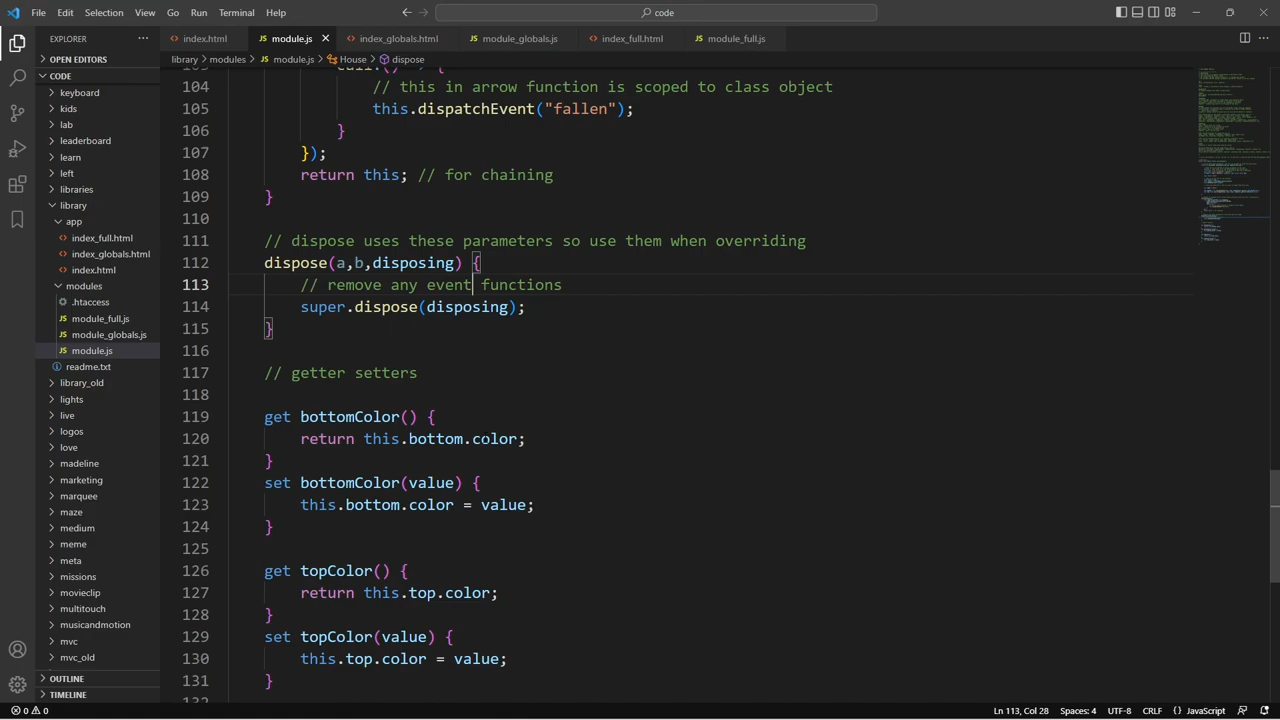 File Edit Selection View Go Run Terminal Help
code
EXPLORER
index.html
module.js
index_globals.html
module_globals.js
index_full.html
module_full.js
library > modules > module.js > House > dispose
OPEN EDITORS
CODE
keyboard
kids
lab
leaderboard
learn
left
libraries
library
app
index_full.html
index_globals.html
index.html
modules
.htaccess
module_full.js
module_globals.js
module.js
readme.txt
library_old
lights
live
logos
love
madeline
marketing
marquee
maze
medium
meme
meta
missions
movieclip
multitouch
musicandmotion
mvc
mvc_old
OUTLINE
TIMELINE
104 // this in arrow function is scoped to class object
105 this.dispatchEvent("fallen");
106 }
107 });
108 return this; // for chaining
109 }
110
111 // dispose uses these parameters so use them when overriding
112 dispose(a,b,disposing) {
113 // remove any event functions
114 super.dispose(disposing);
115 }
116
117 // getter setters
118
119 get bottomColor() {
120 return this.bottom.color;
121 }
122 set bottomColor(value) {
123 this.bottom.color = value;
124 }
125
126 get topColor() {
127 return this.top.color;
128 }
129 set topColor(value) {
130 this.top.color = value;
131 }
0 0
Ln 113, Col 28 Spaces: 4 UTF-8 CRLF {} JavaScript